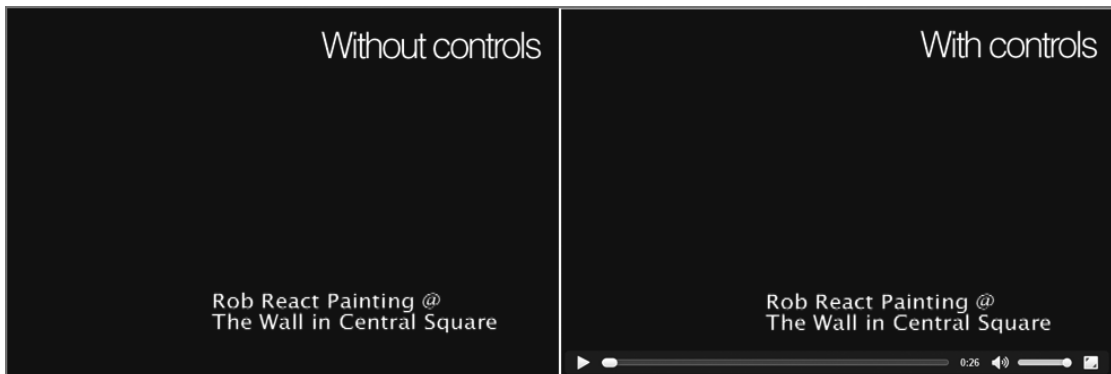 Without controls
Rob React Painting @
The Wall in Central Square
With controls
Rob React Painting @
The Wall in Central Square
0:26